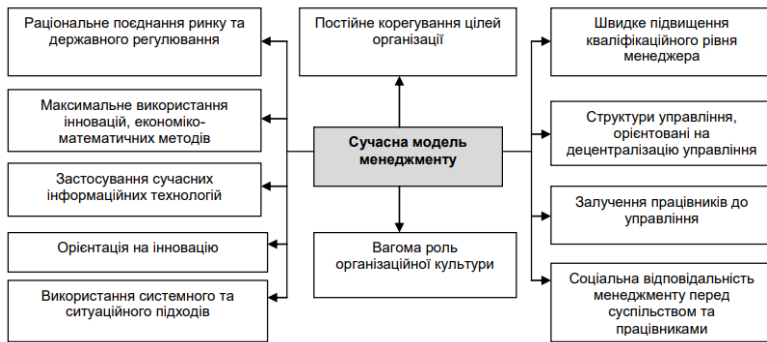 Раціональне поєднання ринку та
державного регулювання
Максимальне використання
інновацій, економіко-
математичних методів
Застосування сучасних
інформаційних технологій
Орієнтація на інновацію
Використання системного та
ситуаційного підходів
Постійне корегування цілей
організації
Сучасна модель
менеджменту
Вагома роль
організаційної культури
Швидке підвищення
кваліфікаційного рівня
менеджера
Структури управління,
орієнтовані на
децентралізацію управління
Залучення працівників до
управління
Соціальна відповідальність
менеджменту перед
суспільством та
працівниками